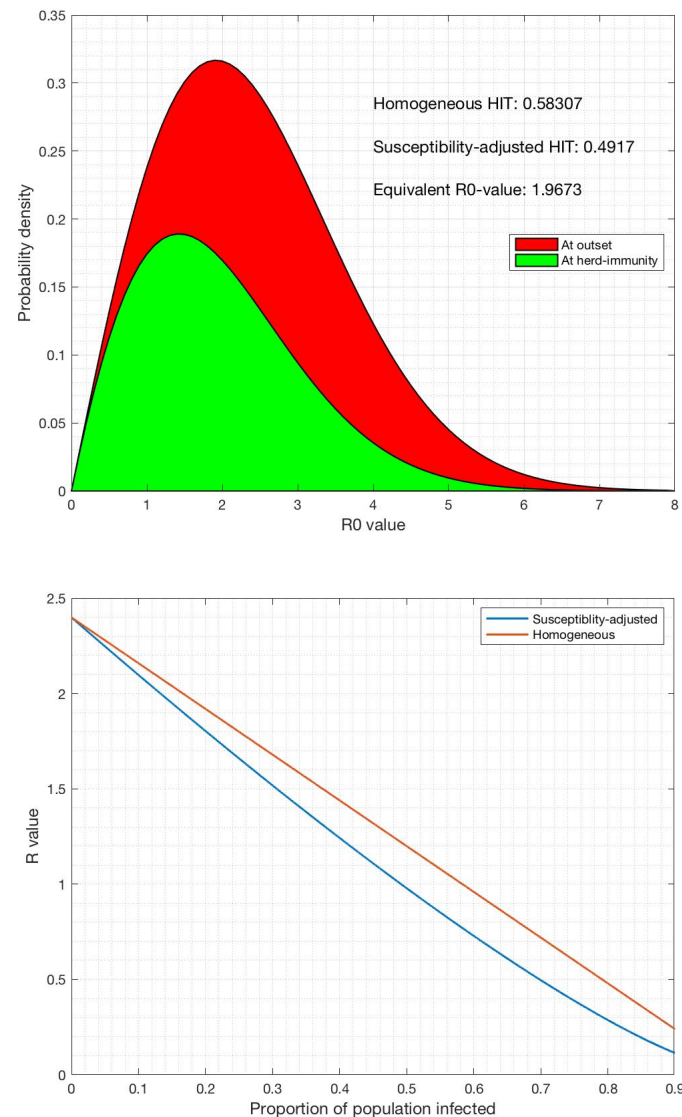 0.35
0.3
0.25
0.2
0.15
0.1
0.05
0
Probability density
Homogeneous HIT: 0.58307
Susceptibility-adjusted HIT: 0.4917
Equivalent R0-value: 1.9673
At outset
At herd-immunity
0 1 2 3 4 5 6 7 8
R0 value
2.5
2
1.5
1
0.5
0
R value
Susceptiblity-adjusted
Homogeneous
0 0.1 0.2 0.3 0.4 0.5 0.6 0.7 0.8 0.9
Proportion of population infected